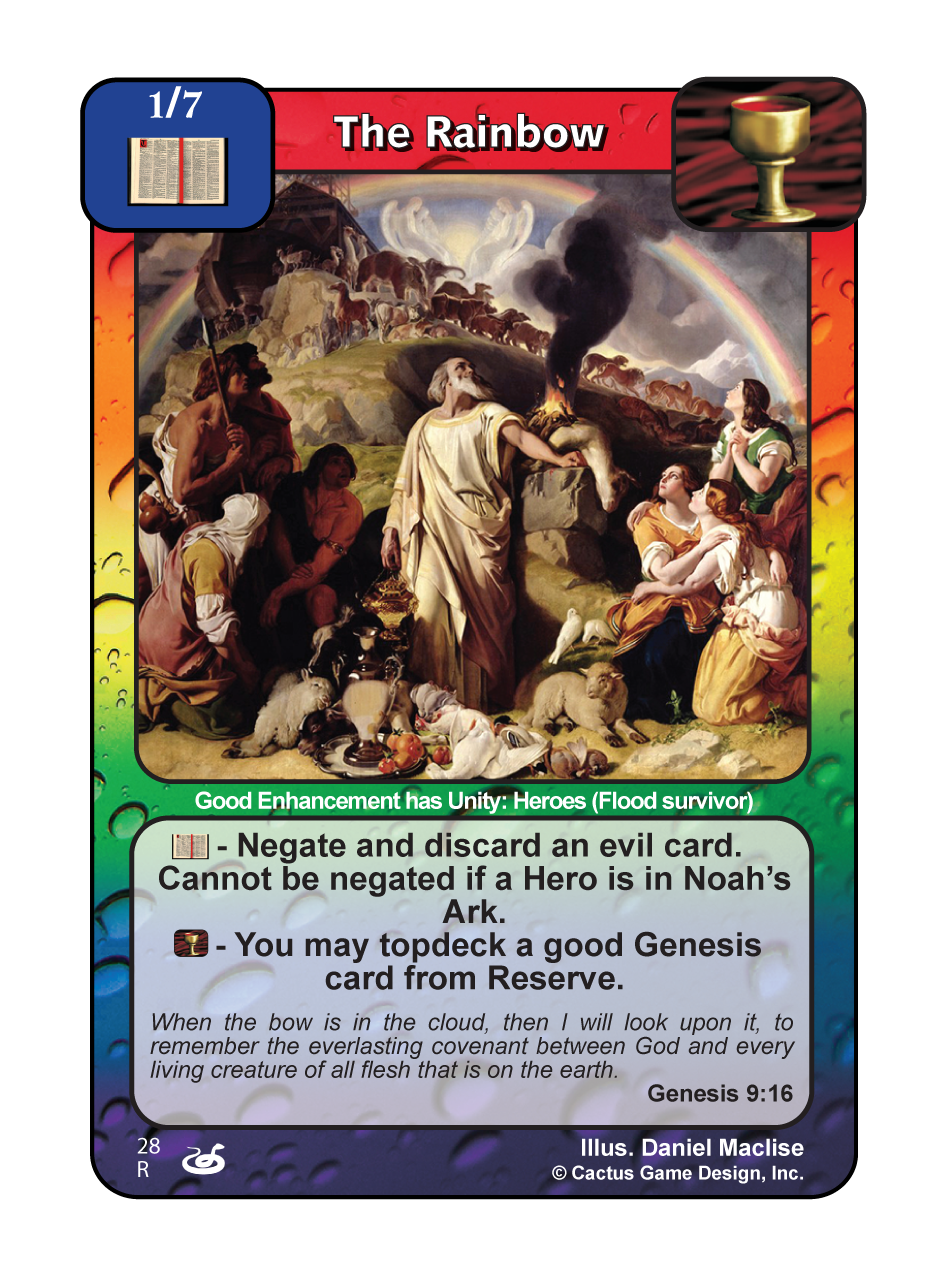 1/7
The Rainbow
Good Enhancement has Unity: Heroes (Flood survivor)
- Negate and discard an evil card.
Cannot be negated if a Hero is in Noah's
Ark.
- You may topdeck a good Genesis
card from Reserve.
When the bow is in the cloud, then I will look upon it, to
remember the everlasting covenant between God and every
living creature of all flesh that is on the earth.
Genesis 9:16
28
R
Illus. Daniel Maclise
© Cactus Game Design, Inc.